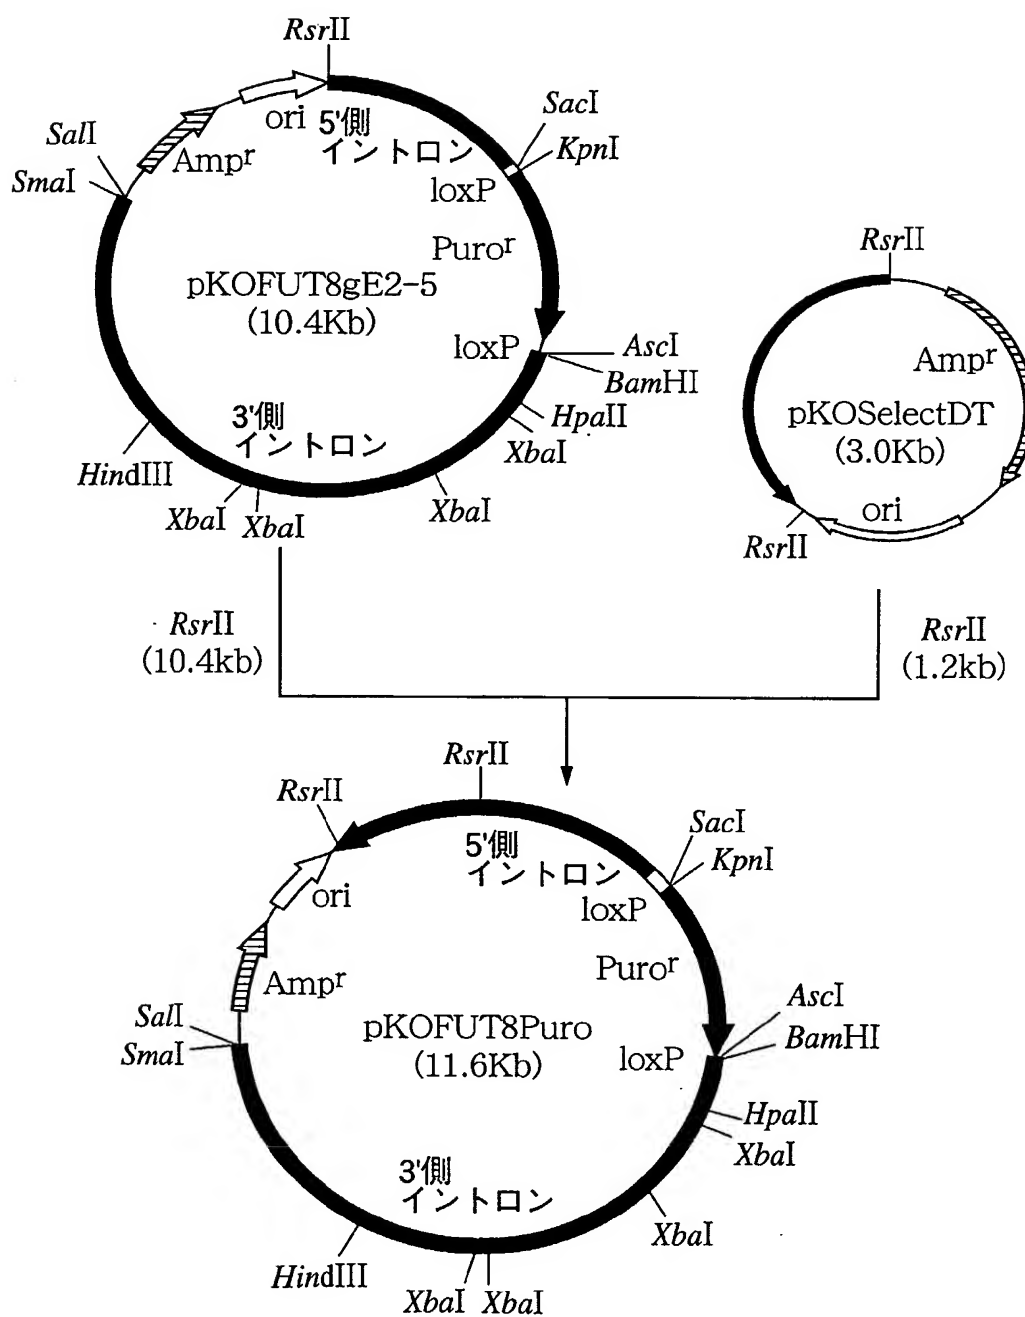 RsrII
ori
5'側
イントロン
SacI
KpnI
SalI
SmaI
Ampr
loxP
Puror
pKOFUT8gE2-5
(10.4Kb)
loxP
AscI
BamHI
HpaII
XbaI
3'側
イントロン
HindIII
XbaI
XbaI
XbaI
RsrII
Ampr
pKOSelectDT
(3.0Kb)
ori
RsrII
RsrII
(10.4kb)
RsrII
(1.2kb)
RsrII
RsrII
5'側
イントロン
SacI
KpnI
ori
loxP
Ampr
Puror
SalI
SmaI
pKOFUT8Puro
(11.6Kb)
loxP
AscI
BamHI
HpaII
XbaI
3'側
イントロン
XbaI
HindIII
XbaI
XbaI